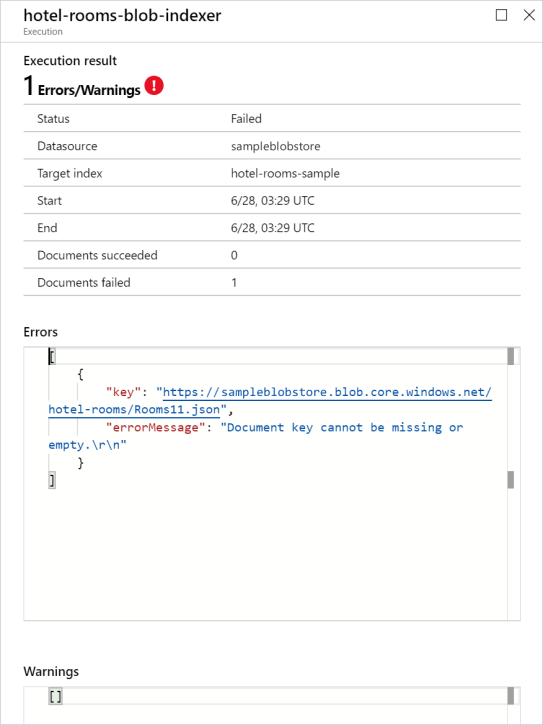 hotel-rooms-blob-indexer
Execution
Execution result
1 Errors/Warnings
Status Failed
Datasource sampleblobstore
Target index hotel-rooms-sample
Start 6/28, 03:29 UTC
End 6/28, 03:29 UTC
Documents succeeded 0
Documents failed 1
Errors
[
{
"key": "https://sampleblobstore.blob.core.windows.net/
hotel-rooms/Rooms11.json",
"errorMessage": "Document key cannot be missing or
empty.\r\n"
}
]
Warnings
[]